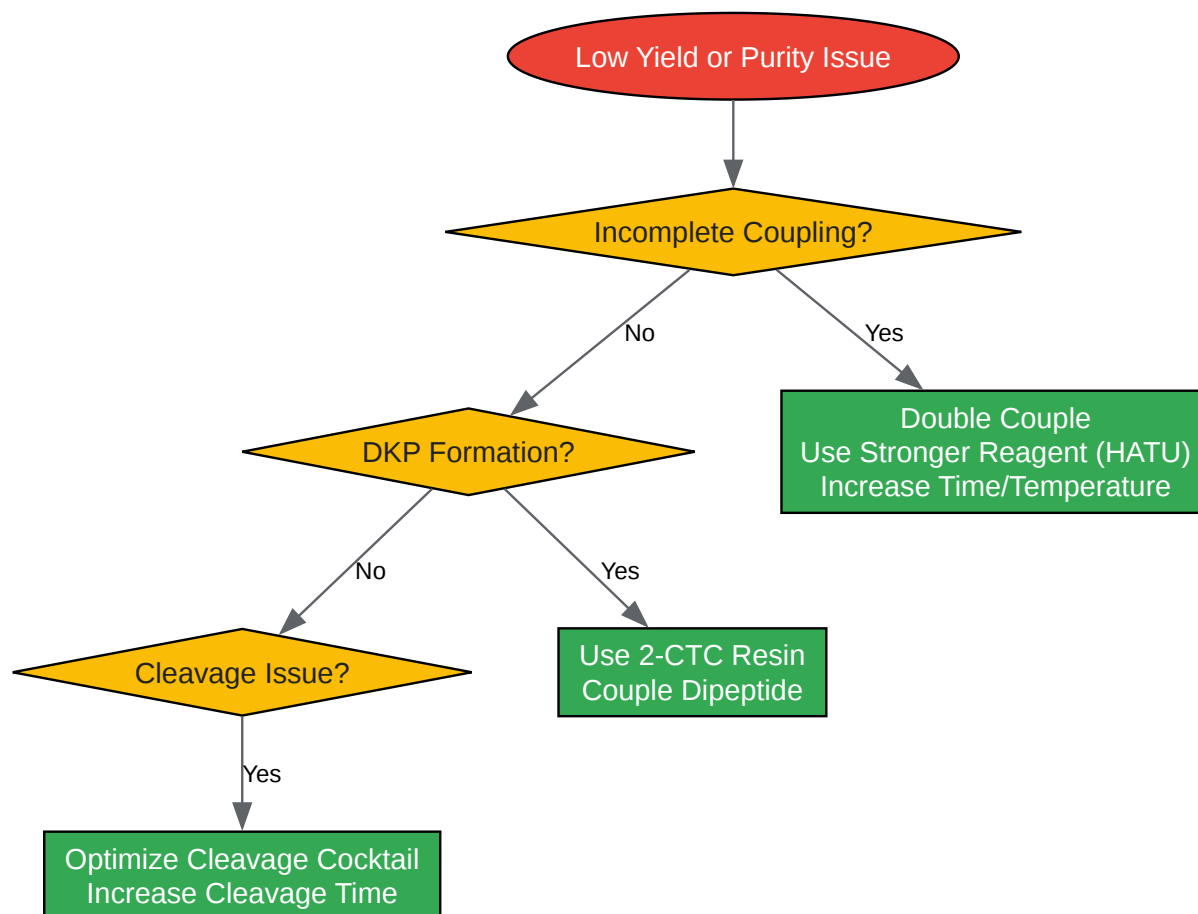 Low Yield or Purity Issue
Incomplete Coupling?
No
Yes
Double Couple
Use Stronger Reagent (HATU)
Increase Time/Temperature
DKP Formation?
No
Yes
Use 2-CTC Resin
Couple Dipeptide
Cleavage Issue?
Yes
Optimize Cleavage Cocktail
Increase Cleavage Time